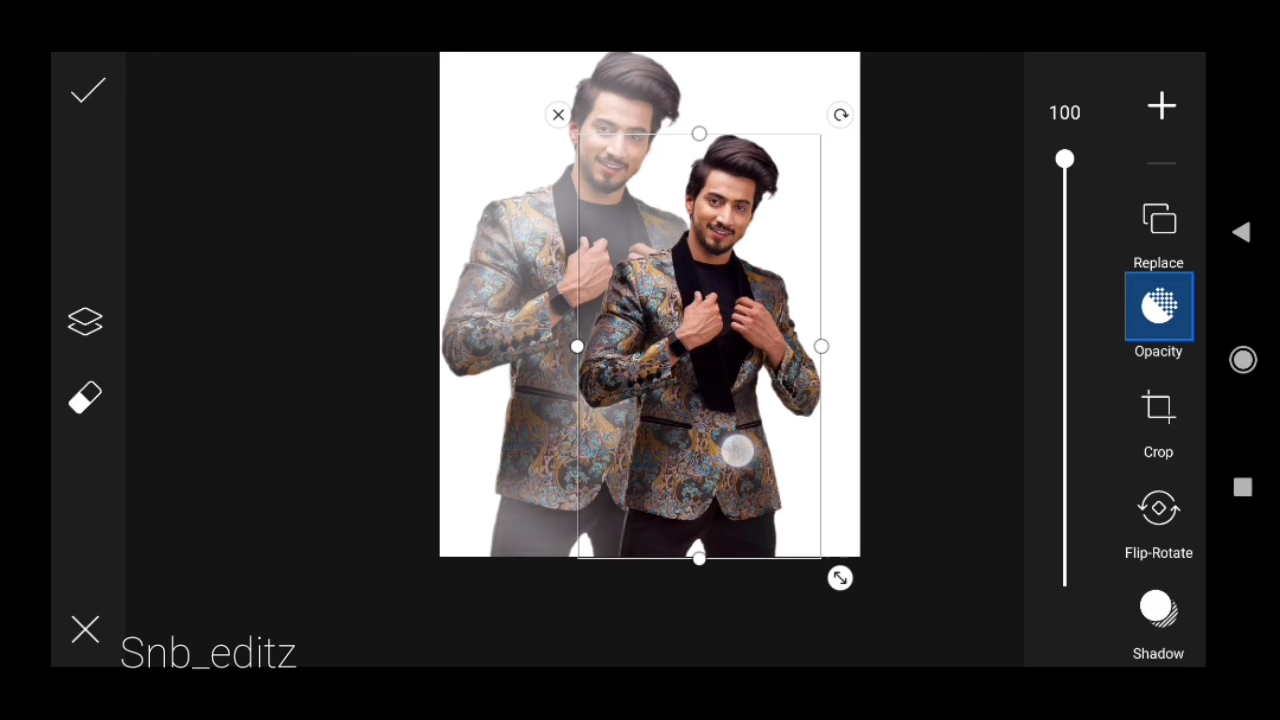 100
Replace
Opacity
Crop
Flip-Rotate
Shadow
Snb_editz